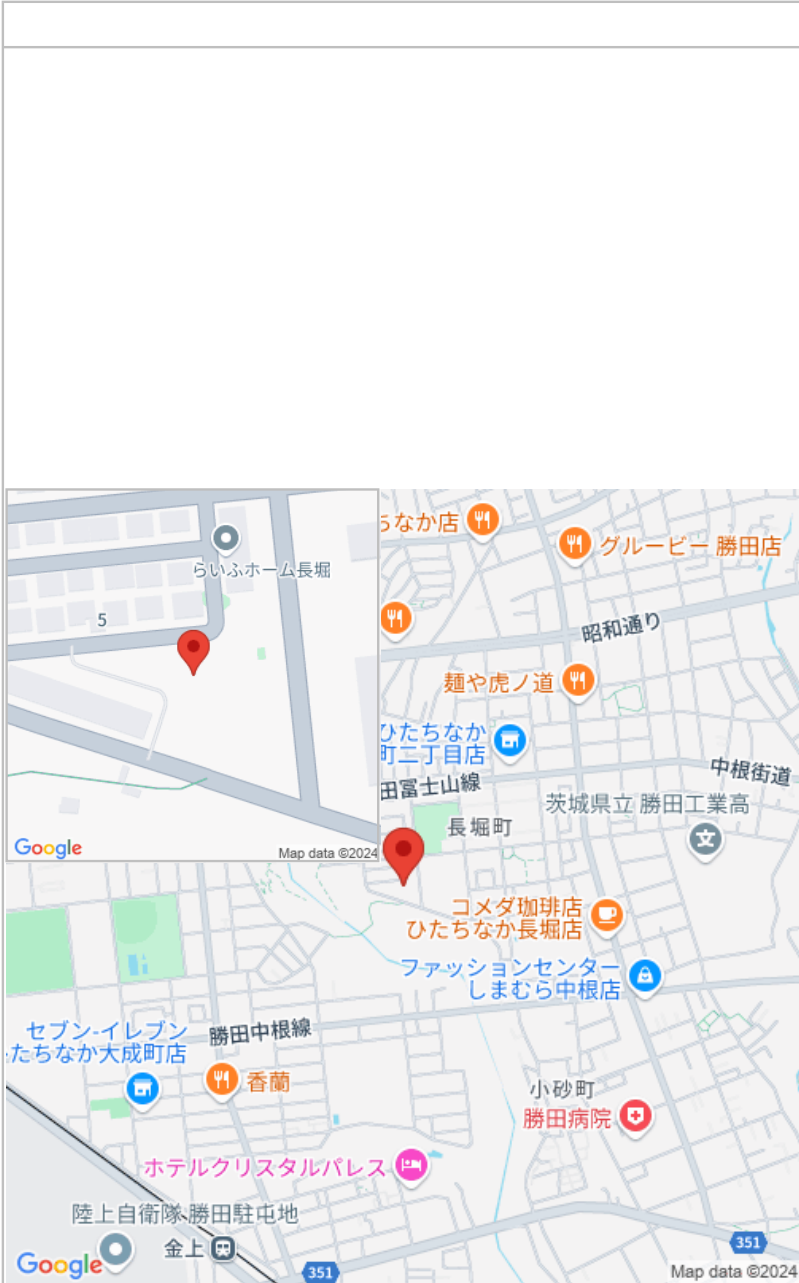 らいふホーム長堀
5
Google
Map data ©2024
ちなか店
グルービー 勝田店
昭和通り
麺や虎ノ道
ひたちなか
町二丁目店
中根街道
田冨士山線
茨城県立 勝田工業高
長堀町
コメダ珈琲店
ひたちなか長堀店
ファッションセンター
しまむら中根店
セブン-イレブン
たちなか大成町店
勝田中根線
香蘭
小砂町
勝田病院
ホテルクリスタルパレス
陸上自衛隊 勝田駐屯地
金上
351
351
Google
Map data ©2024